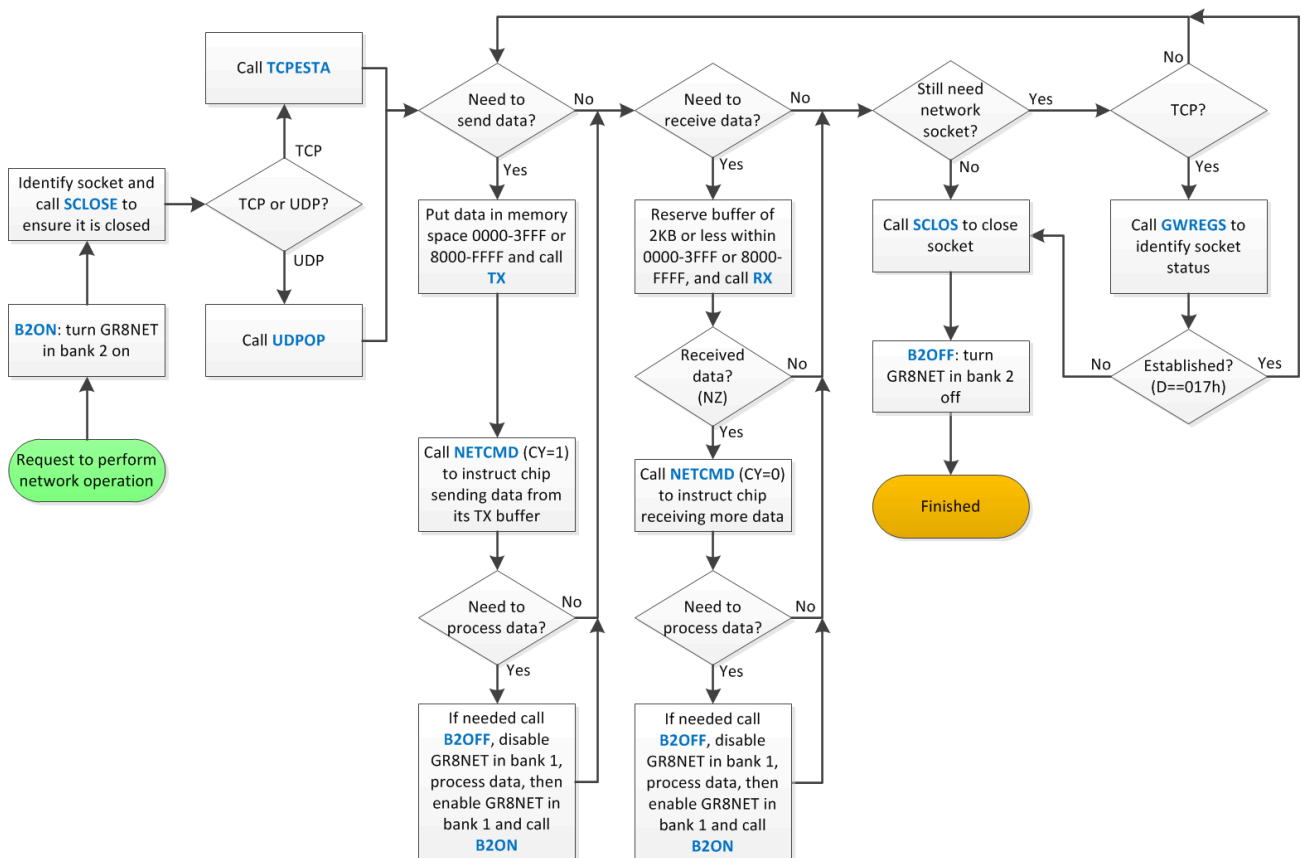 Request to perform
network operation
B2ON: turn GR8NET
in bank 2 on
Identify socket and
call SCLOSE to
ensure it is closed
TCP or UDP?
TCP
Call TCPESTA
UDP
Call UDPOP
Need to
send data?
No
Yes
Put data in memory
space 0000-3FFF or
8000-FFFF and call
TX
Call NETCMD (CY=1)
to instruct chip
sending data from
its TX buffer
Need to
process data?
No
Yes
If needed call
B2OFF, disable
GR8NET in bank 1,
process data, then
enable GR8NET in
bank 1 and call
B2ON
Need to
receive data?
No
Yes
Reserve buffer of
2KB or less within
0000-3FFF or 8000-
FFFF, and call RX
Received
data?
(NZ)
No
Yes
Call NETCMD (CY=0)
to instruct chip
receiving more data
Need to
process data?
No
Yes
If needed call
B2OFF, disable
GR8NET in bank 1,
process data, then
enable GR8NET in
bank 1 and call
B2ON
Still need
network
socket?
Yes
No
Call SCLOS to close
socket
B2OFF: turn
GR8NET in bank 2
off
Finished
TCP?
No
Yes
Call GWREGS to
identify socket
status
Established?
(D==017h)
No
Yes